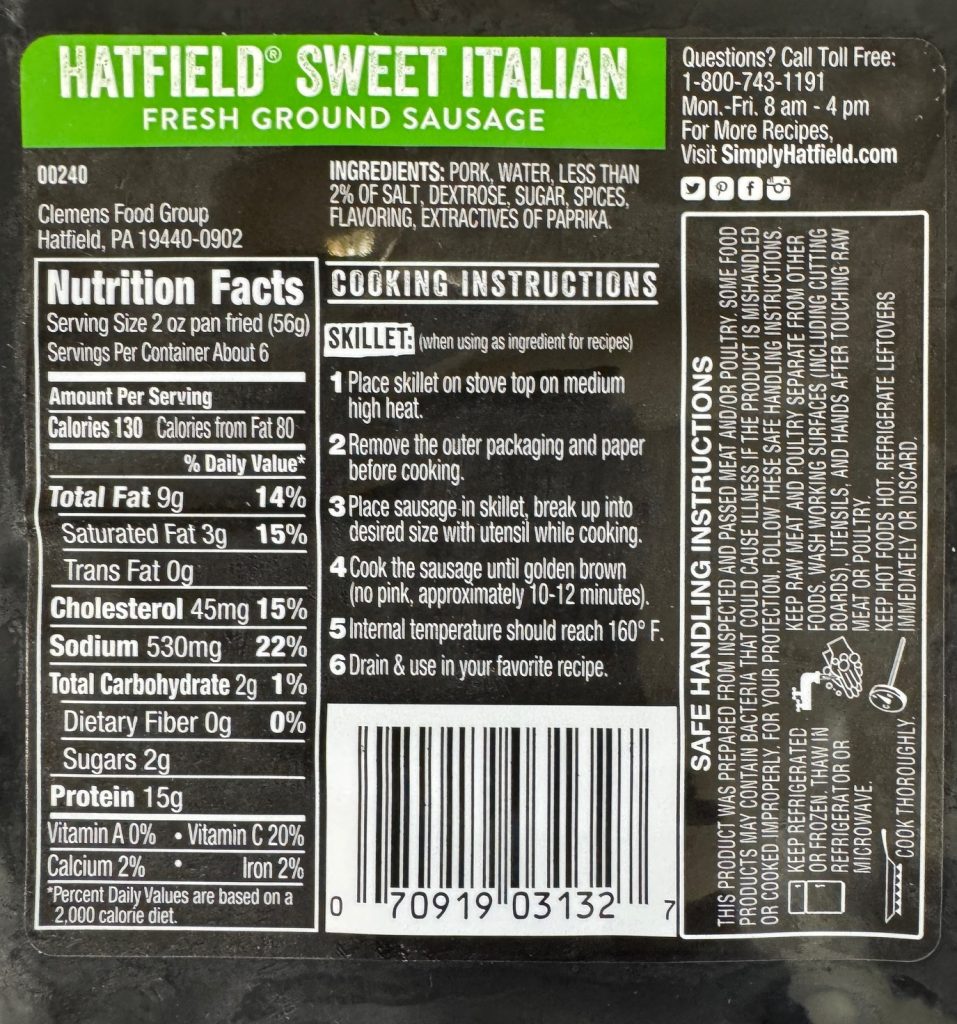 HATFIELD® SWEET ITALIAN
FRESH GROUND SAUSAGE
Questions? Call Toll Free:
1-800-743-1191
Mon.-Fri. 8 am - 4 pm
For More Recipes,
Visit SimplyHatfield.com
00240
Clemens Food Group
Hatfield, PA 19440-0902
INGREDIENTS: PORK, WATER, LESS THAN
2% OF SALT, DEXTROSE, SUGAR, SPICES,
FLAVORING, EXTRACTIVES OF PAPRIKA.
Nutrition Facts
Serving Size 2 oz pan fried (56g)
Servings Per Container About 6
Amount Per Serving
Calories 130 Calories from Fat 80
% Daily Value*
Total Fat 9g 14%
Saturated Fat 3g 15%
Trans Fat 0g
Cholesterol 45mg 15%
Sodium 530mg 22%
Total Carbohydrate 2g 1%
Dietary Fiber 0g 0%
Sugars 2g
Protein 15g
Vitamin A 0% • Vitamin C 20%
Calcium 2% • Iron 2%
*Percent Daily Values are based on a
2,000 calorie diet.
COOKING INSTRUCTIONS
SKILLET: (when using as ingredient for recipes)
1 Place skillet on stove top on medium
high heat.
2 Remove the outer packaging and paper
before cooking.
3 Place sausage in skillet, break up into
desired size with utensil while cooking.
4 Cook the sausage until golden brown
(no pink, approximately 10-12 minutes).
5 Internal temperature should reach 160° F.
6 Drain & use in your favorite recipe.
0 70919 03132 7
SAFE HANDLING INSTRUCTIONS
THIS PRODUCT WAS PREPARED FROM INSPECTED AND PASSED MEAT AND/OR POULTRY. SOME FOOD
PRODUCTS MAY CONTAIN BACTERIA THAT COULD CAUSE ILLNESS IF THE PRODUCT IS MISHANDLED
OR COOKED IMPROPERLY. FOR YOUR PROTECTION, FOLLOW THESE SAFE HANDLING INSTRUCTIONS.
KEEP REFRIGERATED
OR FROZEN. THAW IN
REFRIGERATOR OR
MICROWAVE.
KEEP RAW MEAT AND POULTRY SEPARATE FROM OTHER
FOODS. WASH WORKING SURFACES (INCLUDING CUTTING
BOARDS), UTENSILS, AND HANDS AFTER TOUCHING RAW
MEAT OR POULTRY.
COOK THOROUGHLY.
KEEP HOT FOODS HOT. REFRIGERATE LEFTOVERS
IMMEDIATELY OR DISCARD.